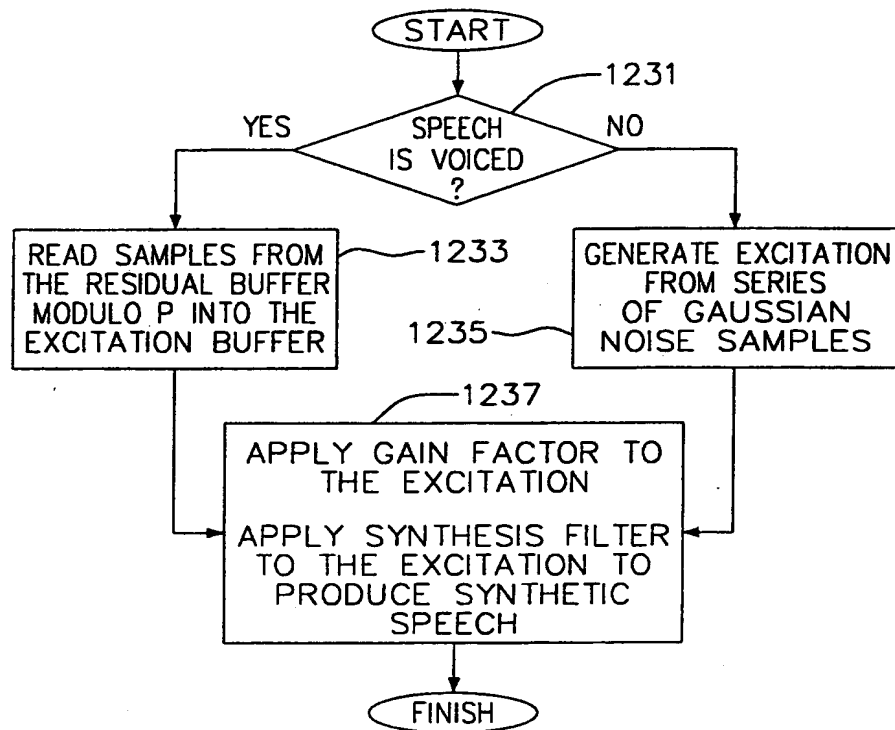 START
1231
YES
SPEECH
IS VOICED
?
NO
READ SAMPLES FROM
THE RESIDUAL BUFFER
MODULO P INTO THE
EXCITATION BUFFER
1233
GENERATE EXCITATION
FROM SERIES
OF GAUSSIAN
NOISE SAMPLES
1235
1237
APPLY GAIN FACTOR TO
THE EXCITATION
APPLY SYNTHESIS FILTER
TO THE EXCITATION TO
PRODUCE SYNTHETIC
SPEECH
FINISH